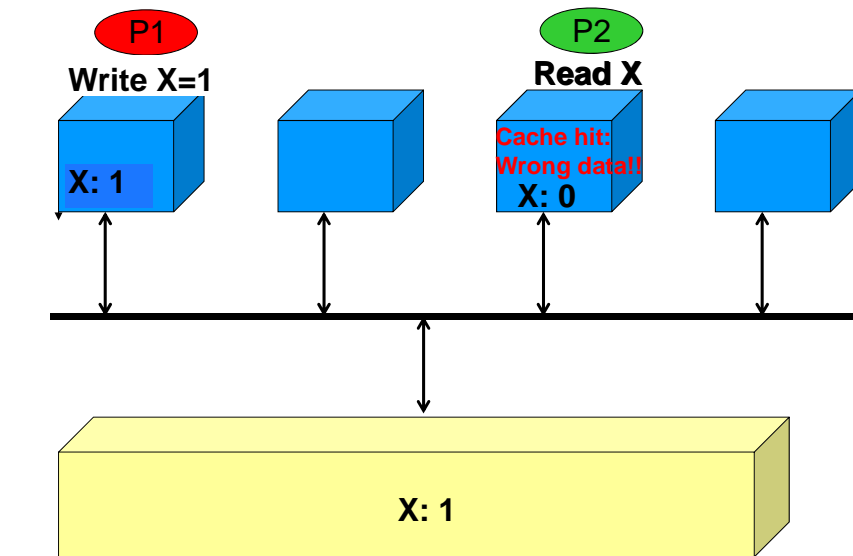 P1
P2
Write X=1
Read X
Cache hit:
Wrong data!!
X: 1
X: 0
X: 1